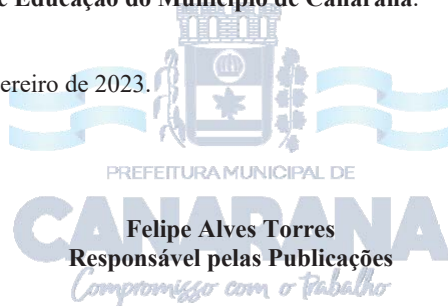 e Educação do Município de Canarana.
ereiro de 2023.
PREFEITURA MUNICIPAL DE
CANARANA
Felipe Alves Torres
Responsável pelas Publicações
Compromisso com o trabalho